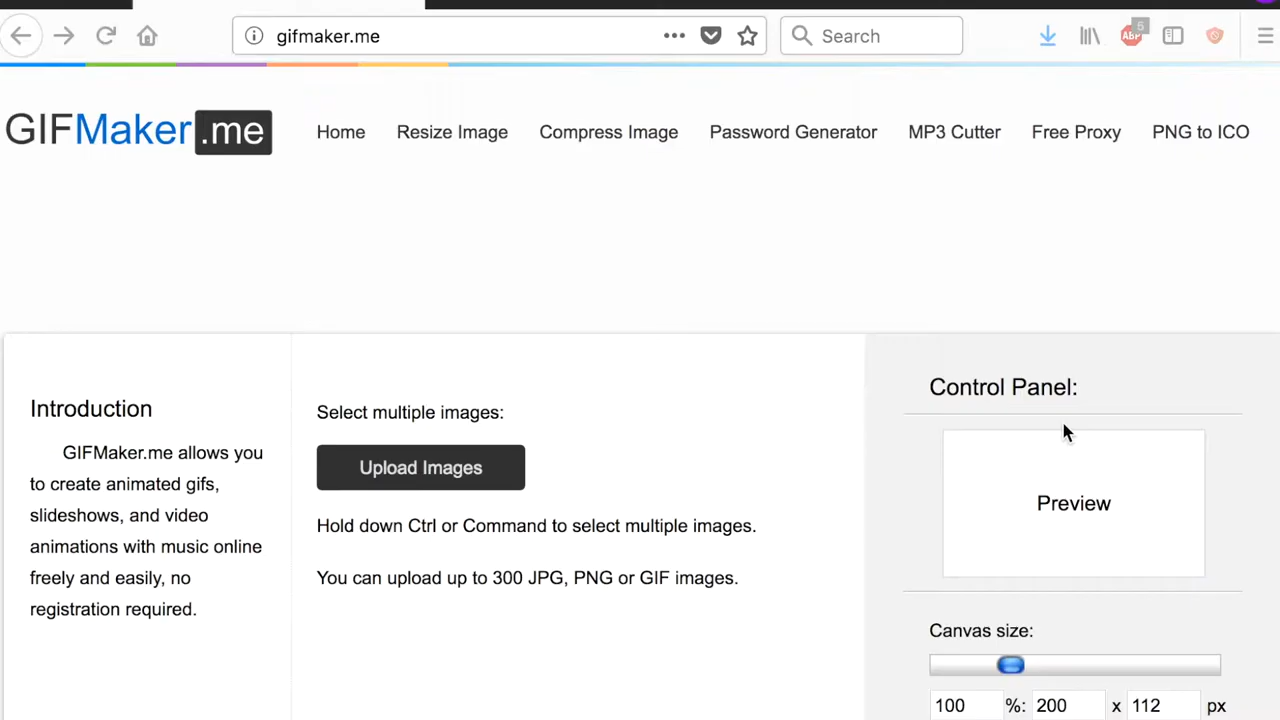 gifmaker.me
Search
ABP
6
GIFMaker.me
Home
Resize Image
Compress Image
Password Generator
MP3 Cutter
Free Proxy
PNG to ICO
Introduction
GIFMaker.me allows you
to create animated gifs,
slideshows, and video
animations with music online
freely and easily, no
registration required.
Select multiple images:
Upload Images
Hold down Ctrl or Command to select multiple images.
You can upload up to 300 JPG, PNG or GIF images.
Control Panel:
Preview
Canvas size:
100 %: 200 x 112 px